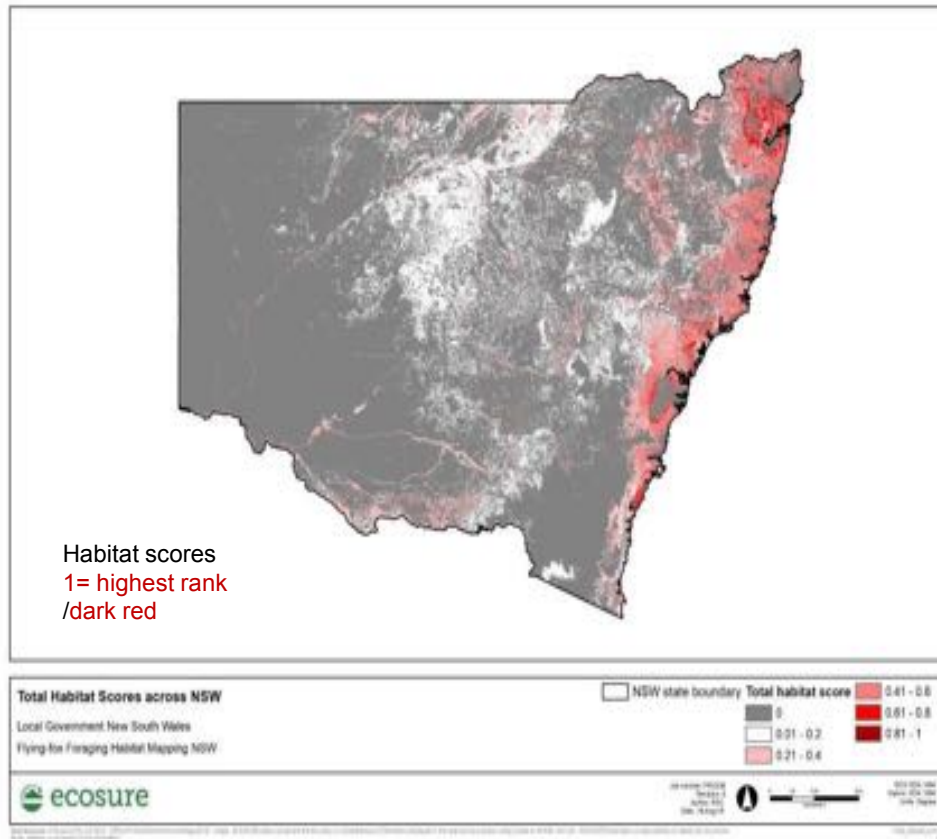 Habitat scores
1= highest rank
/dark red
Total Habitat Scores across NSW
Local Government New South Wales
Flying-fox Foraging Habitat Mapping NSW
NSW state boundary
Total habitat score
0
0.01 - 0.2
0.21 - 0.4
0.41 - 0.6
0.61 - 0.8
0.81 - 1
ecosure